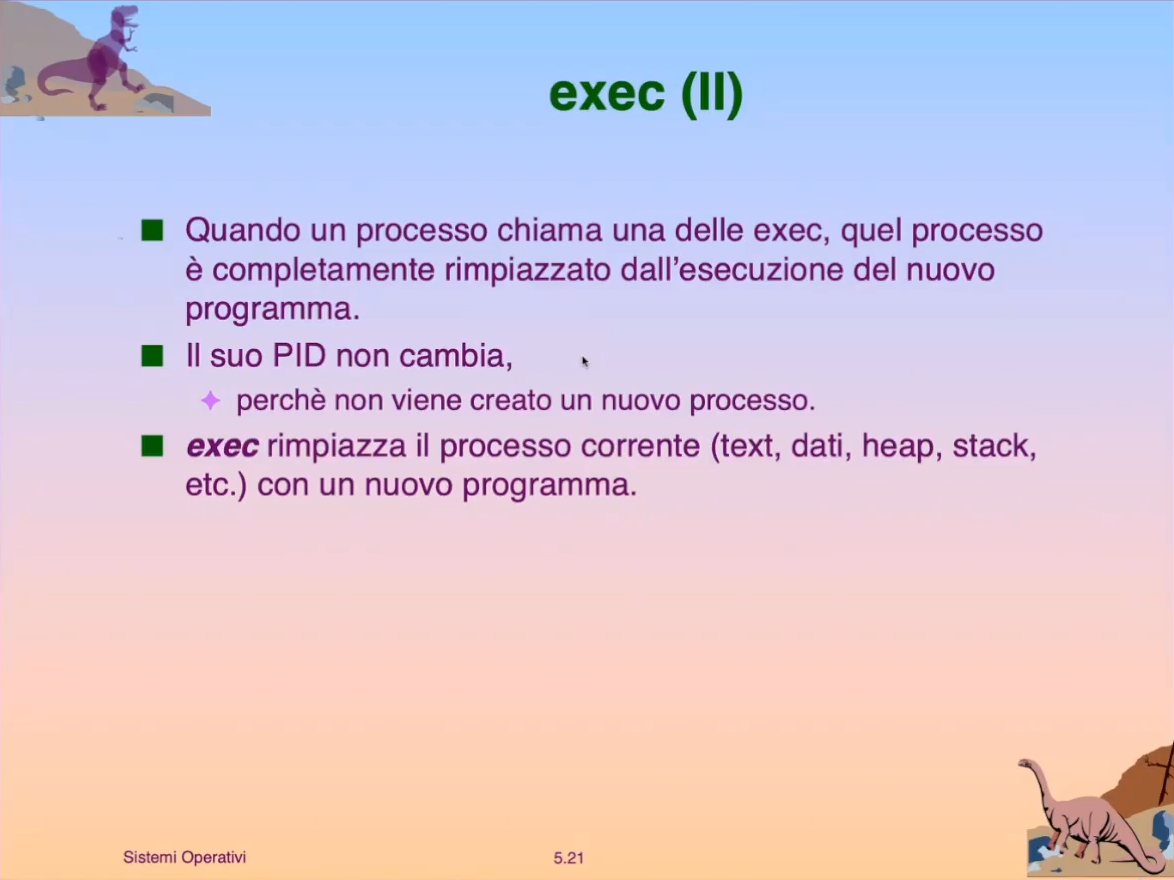 exec (II)
Quando un processo chiama una delle exec, quel processo
è completamente rimpiazzato dall'esecuzione del nuovo
programma.
Il suo PID non cambia,
perchè non viene creato un nuovo processo.
exec rimpiazza il processo corrente (text, dati, heap, stack,
etc.) con un nuovo programma.
Sistemi Operativi
5.21